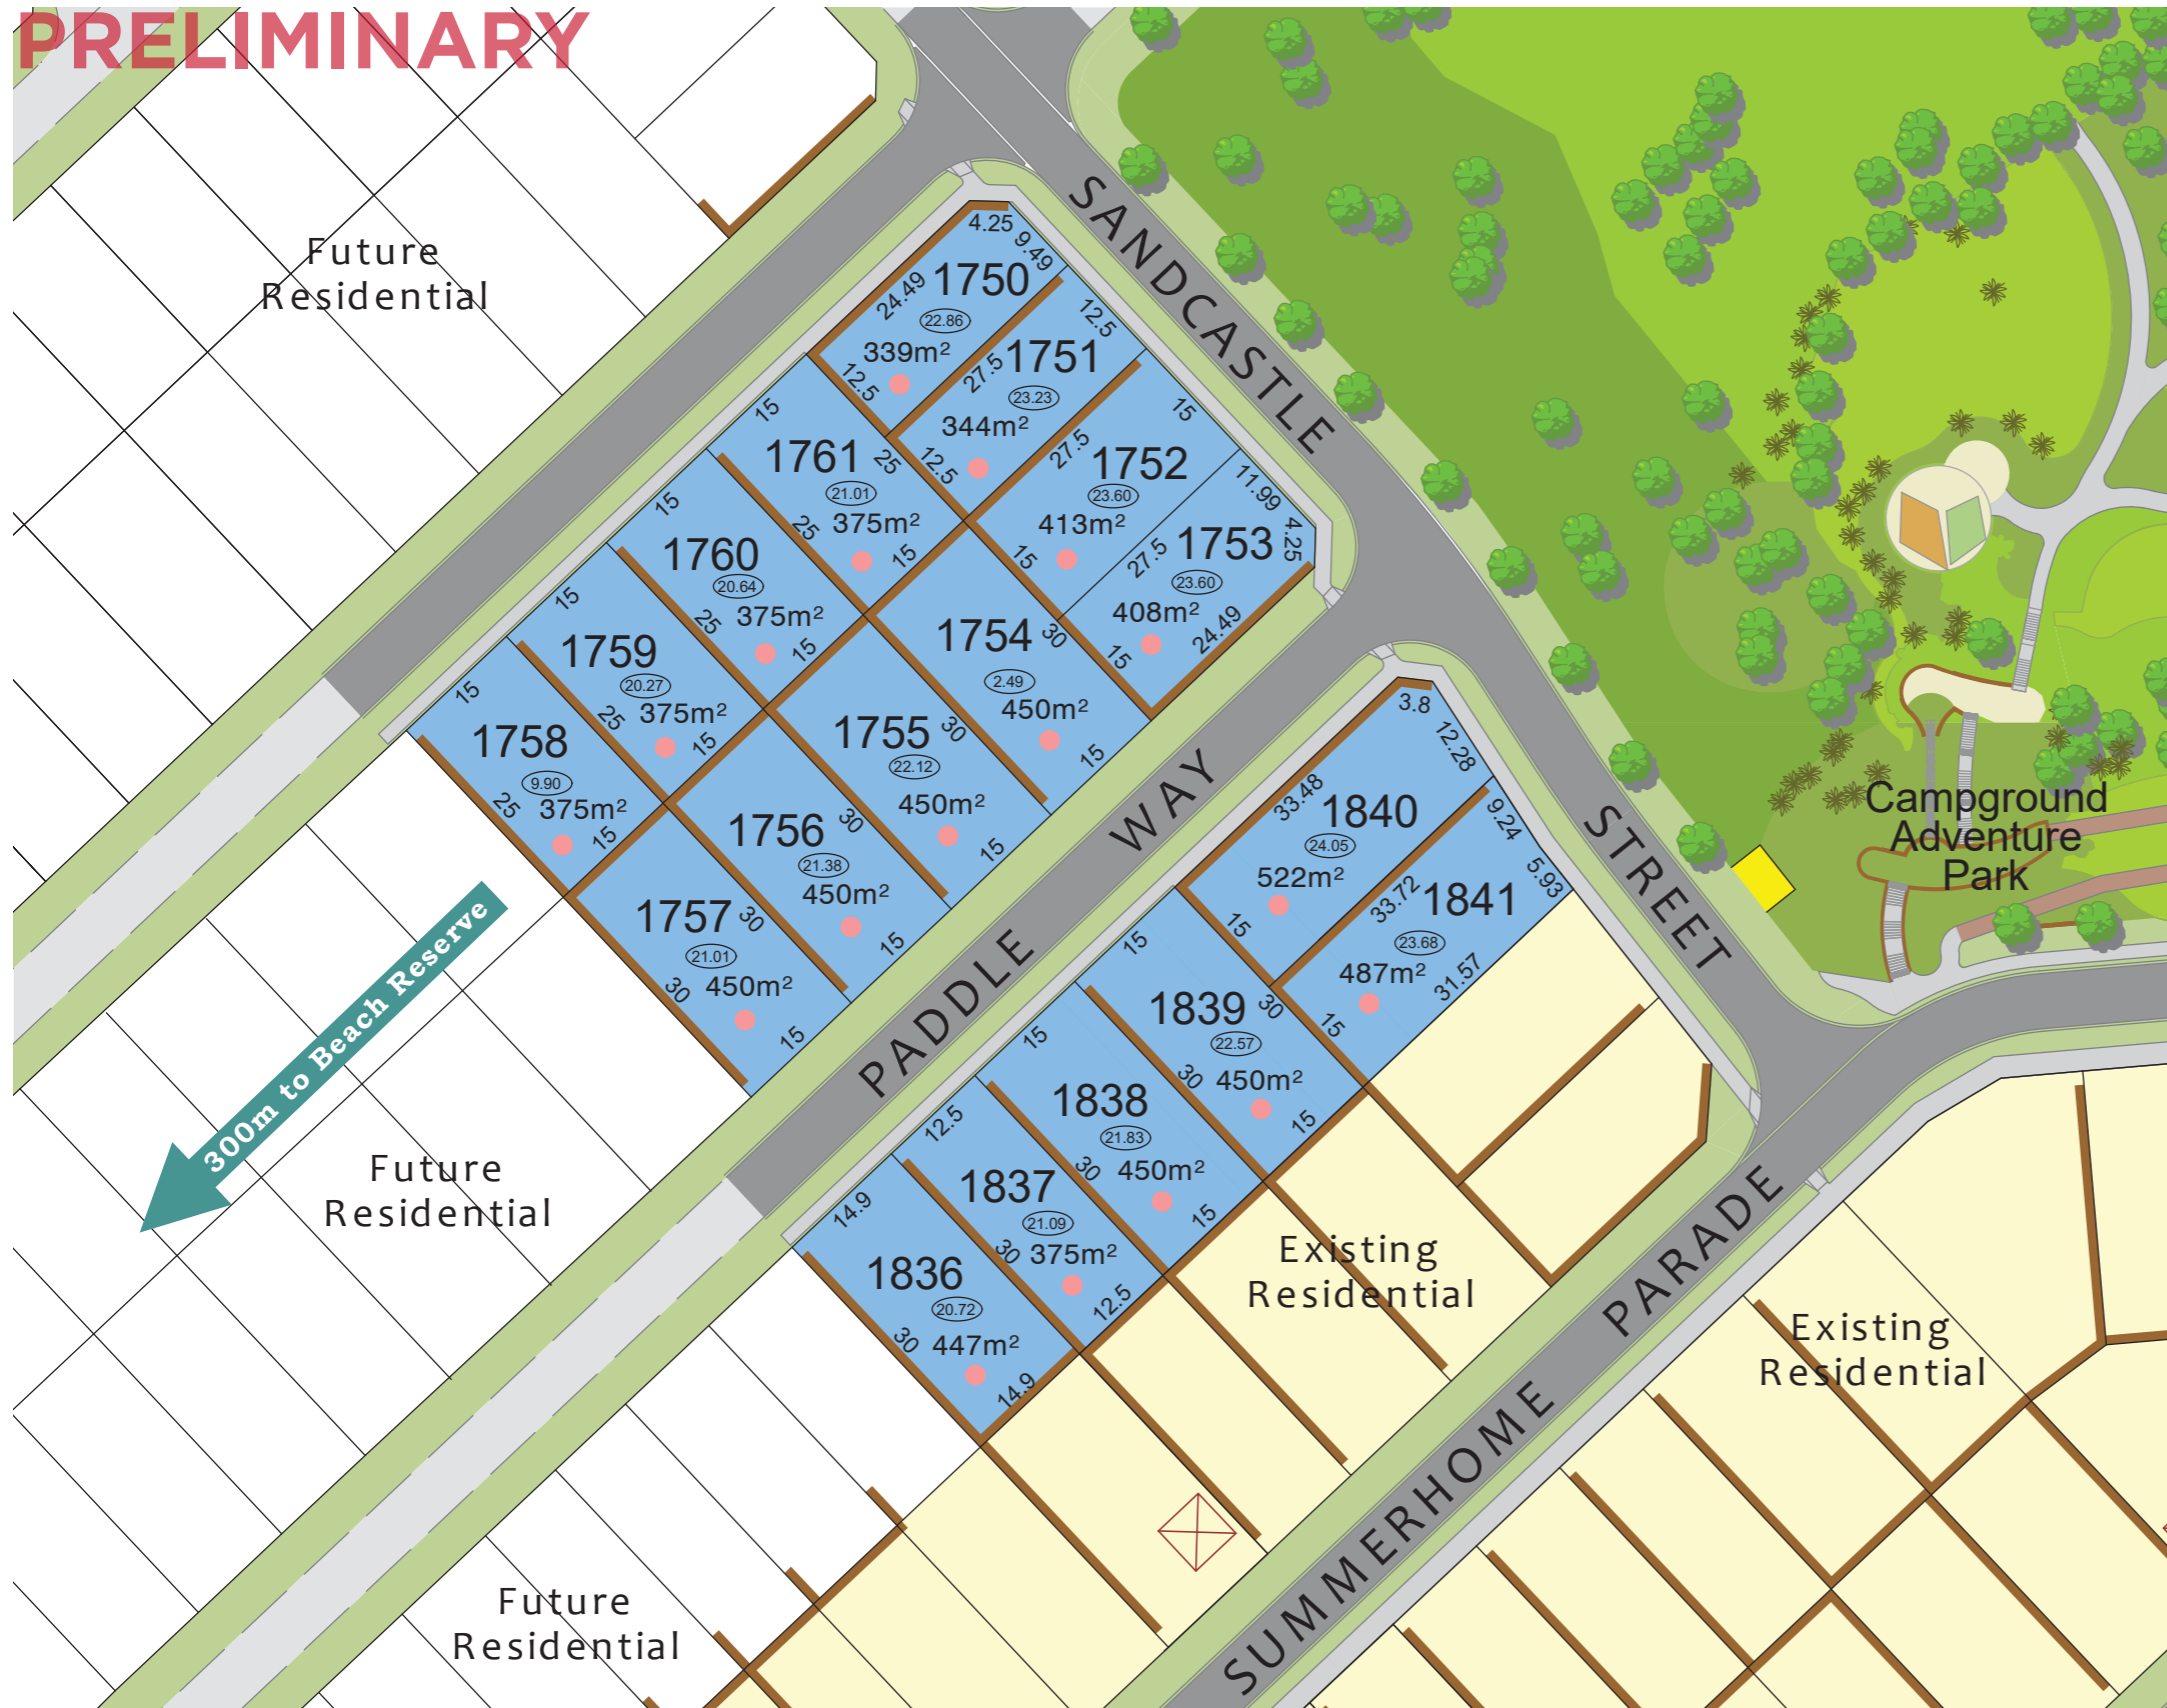 PRELIMINARY
Future
Residential
SANDCASTLE
STREET
4.25
9.49
24.49
1750
22.86
339m²
12.5
12.5
1751
27.5
23.23
344m²
12.5
15
1752
27.5
23.60
413m²
15
11.99
4.25
1753
27.5
23.60
408m²
24.49
15
15
1761
25
21.01
375m²
25
15
15
1760
20.64
375m²
25
15
15
1759
20.27
375m²
25
15
15
1758
9.90
375m²
25
15
1754
30
2.49
450m²
15
1755
30
22.12
450m²
15
1756
30
21.38
450m²
15
1757
30
21.01
450m²
30
15
PADDLE WAY
3.8
12.28
33.48
1840
24.05
522m²
15
9.24
5.93
33.72
1841
23.68
487m²
31.57
15
15
1839
30
22.57
450m²
30
15
15
1838
21.83
450m²
30
15
12.5
1837
21.09
375m²
30
12.5
14.9
1836
20.72
447m²
30
14.9
Campground
Adventure
Park
300m to Beach Reserve
Future
Residential
Existing
Residential
Existing
Residential
Future
Residential
SUMMERHOME PARADE